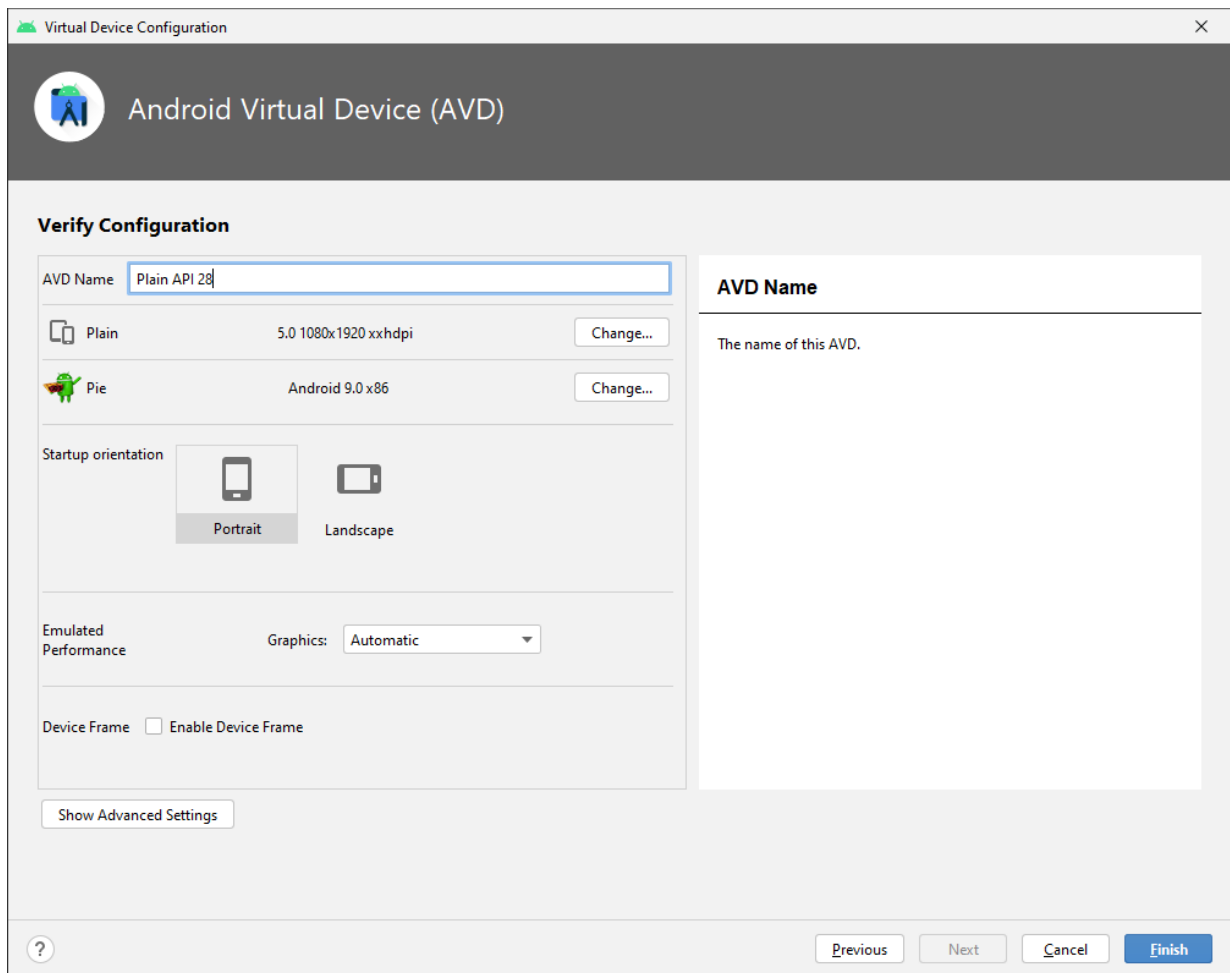 Virtual Device Configuration
Android Virtual Device (AVD)
Verify Configuration
AVD Name Plain API 28
Plain 5.0 1080x1920 xxhdpi Change...
Pie Android 9.0 x86 Change...
Startup orientation
Portrait Landscape
Emulated
Performance
Graphics: Automatic
Device Frame Enable Device Frame
Show Advanced Settings
AVD Name
The name of this AVD.
? Previous Next Cancel Finish